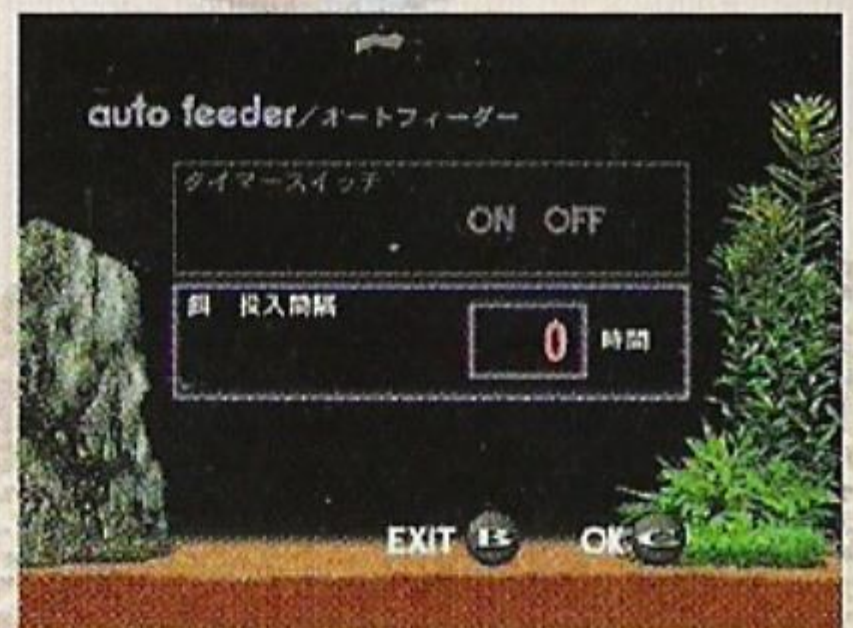 auto feeder/オートフィーダー
タイマースイッチ
ON OFF
餌 投入間隔
0 時間
EXIT B OK C